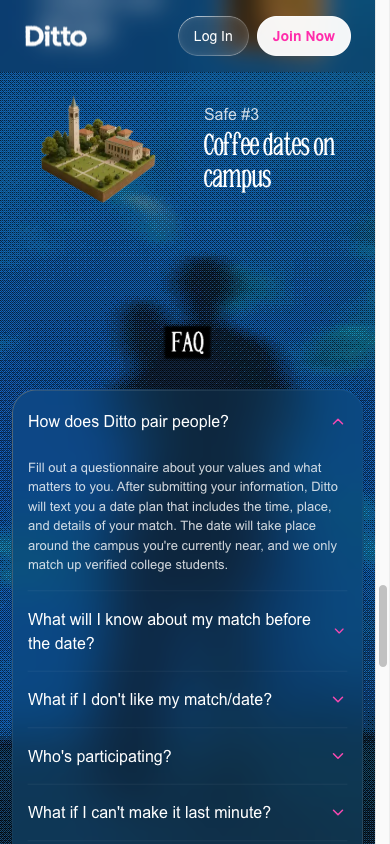 Ditto
Log In
Join Now
Safe #3
Coffee dates on
campus
FAQ
How does Ditto pair people?
Fill out a questionnaire about your values and what
matters to you. After submitting your information, Ditto
will text you a date plan that includes the time, place,
and details of your match. The date will take place
around the campus you're currently near, and we only
match up verified college students.
What will I know about my match before
the date?
What if I don't like my match/date?
Who's participating?
What if I can't make it last minute?